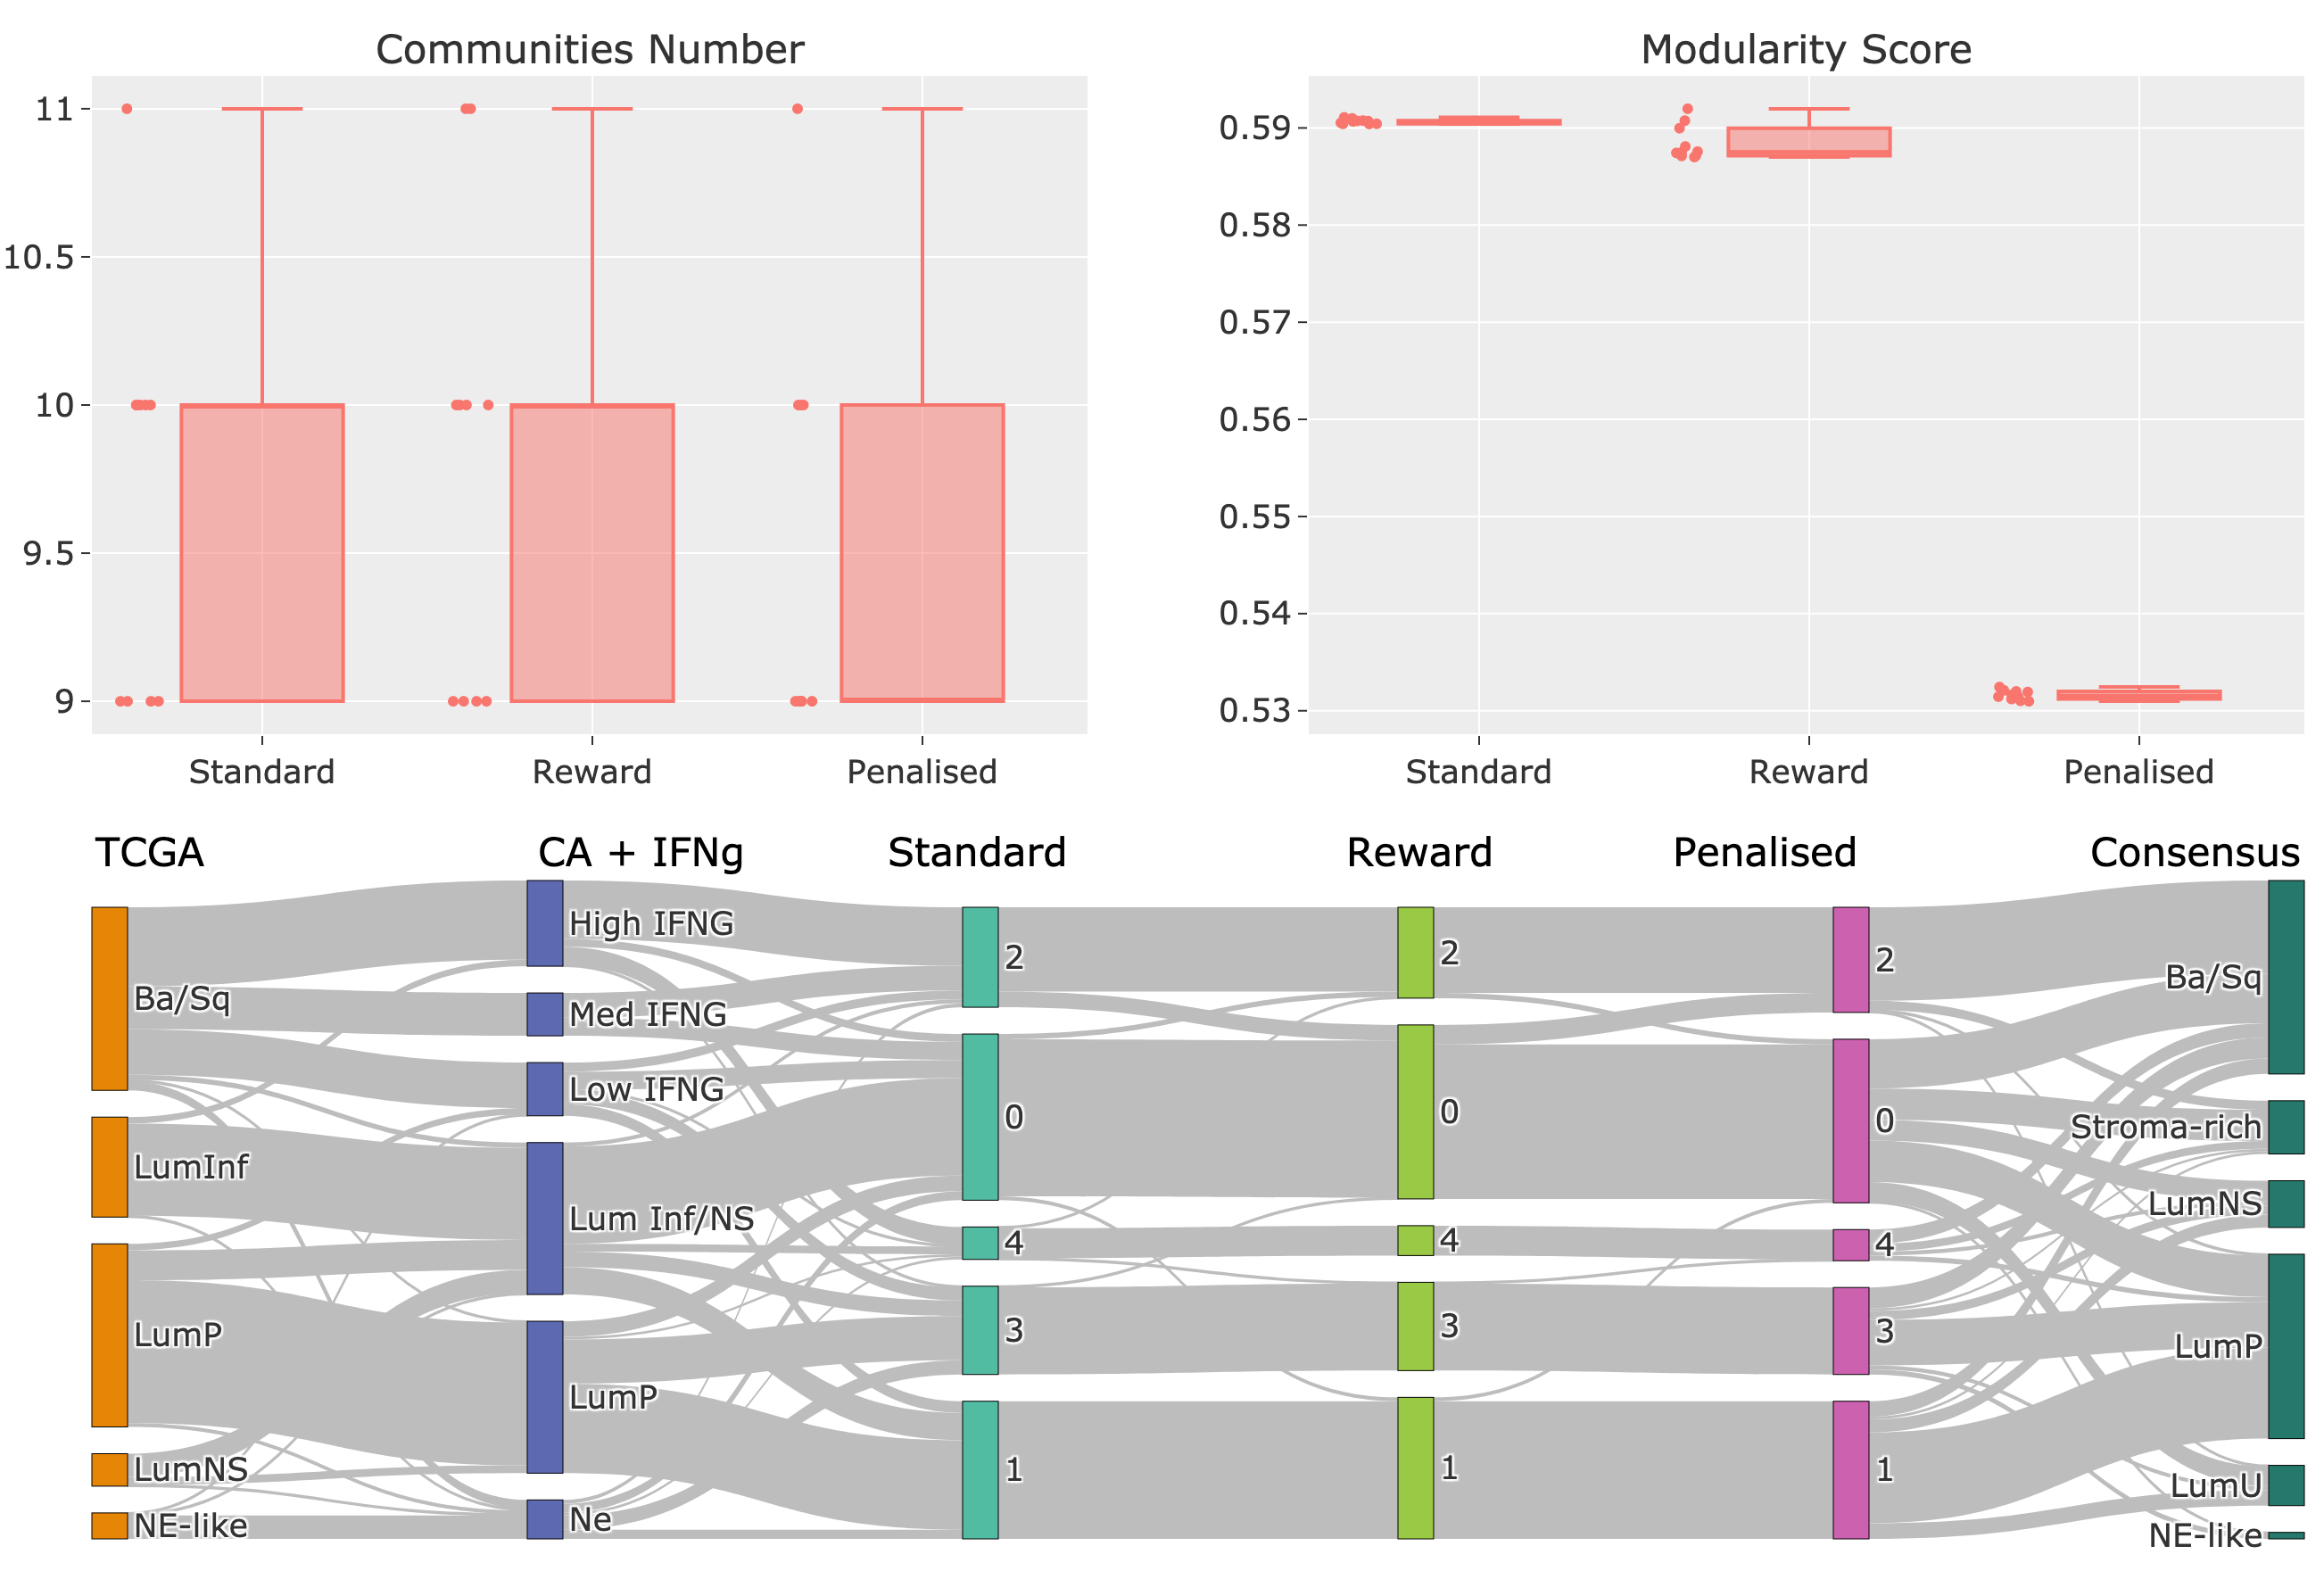 Communities Number
11
10.5
10
9.5
9
Standard
Reward
Penalised
Modularity Score
0.59
0.58
0.57
0.56
0.55
0.54
0.53
Standard
Reward
Penalised
TCGA
CA + IFNg
Standard
Reward
Penalised
Consensus
Ba/Sq
LumInf
LumP
LumNS
NE-like
High IFNG
Med IFNG
Low IFNG
Lum Inf/NS
LumP
Ne
2
0
4
3
1
2
0
4
3
1
2
0
4
3
1
Ba/Sq
Stroma-rich
LumNS
LumP
LumU
NE-like